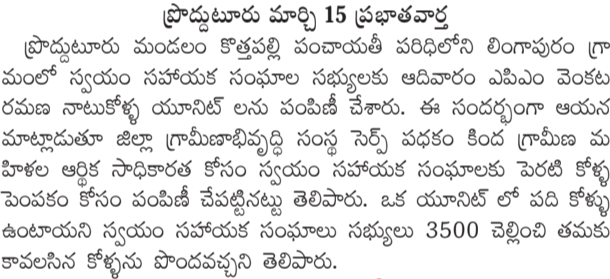 ప్రొద్దుటూరు మార్చి 15 ప్రభాతవార్త
ప్రొద్దుటూరు మండలం కొత్తపల్లి పంచాయతీ పరిధిలోని లింగాపురం గ్రా
మంలో స్వయం సహాయక సంఘాల సభ్యులకు ఆదివారం ఎపిఎం వెంకట
రమణ నాటుకోళ్ళ యూనిట్ లను పంపిణీ చేశారు. ఈ సందర్భంగా ఆయన
మాట్లాడుతూ జిల్లా గ్రామీణాభివృద్ధి సంస్థ సెర్ప్ పధకం కింద గ్రామీణ మ
హిళల ఆర్థిక సాధికారత కోసం స్వయం సహాయక సంఘాలకు పెరటి కోళ్ళ
పెంపకం కోసం పంపిణీ చేపట్టినట్టు తెలిపారు. ఒక యూనిట్ లో పది కోళ్ళు
ఉంటాయని స్వయం సహాయక సంఘాలు సభ్యులు 3500 చెల్లించి తమకు
కావలసిన కోళ్ళను పొందవచ్చని తెలిపారు.